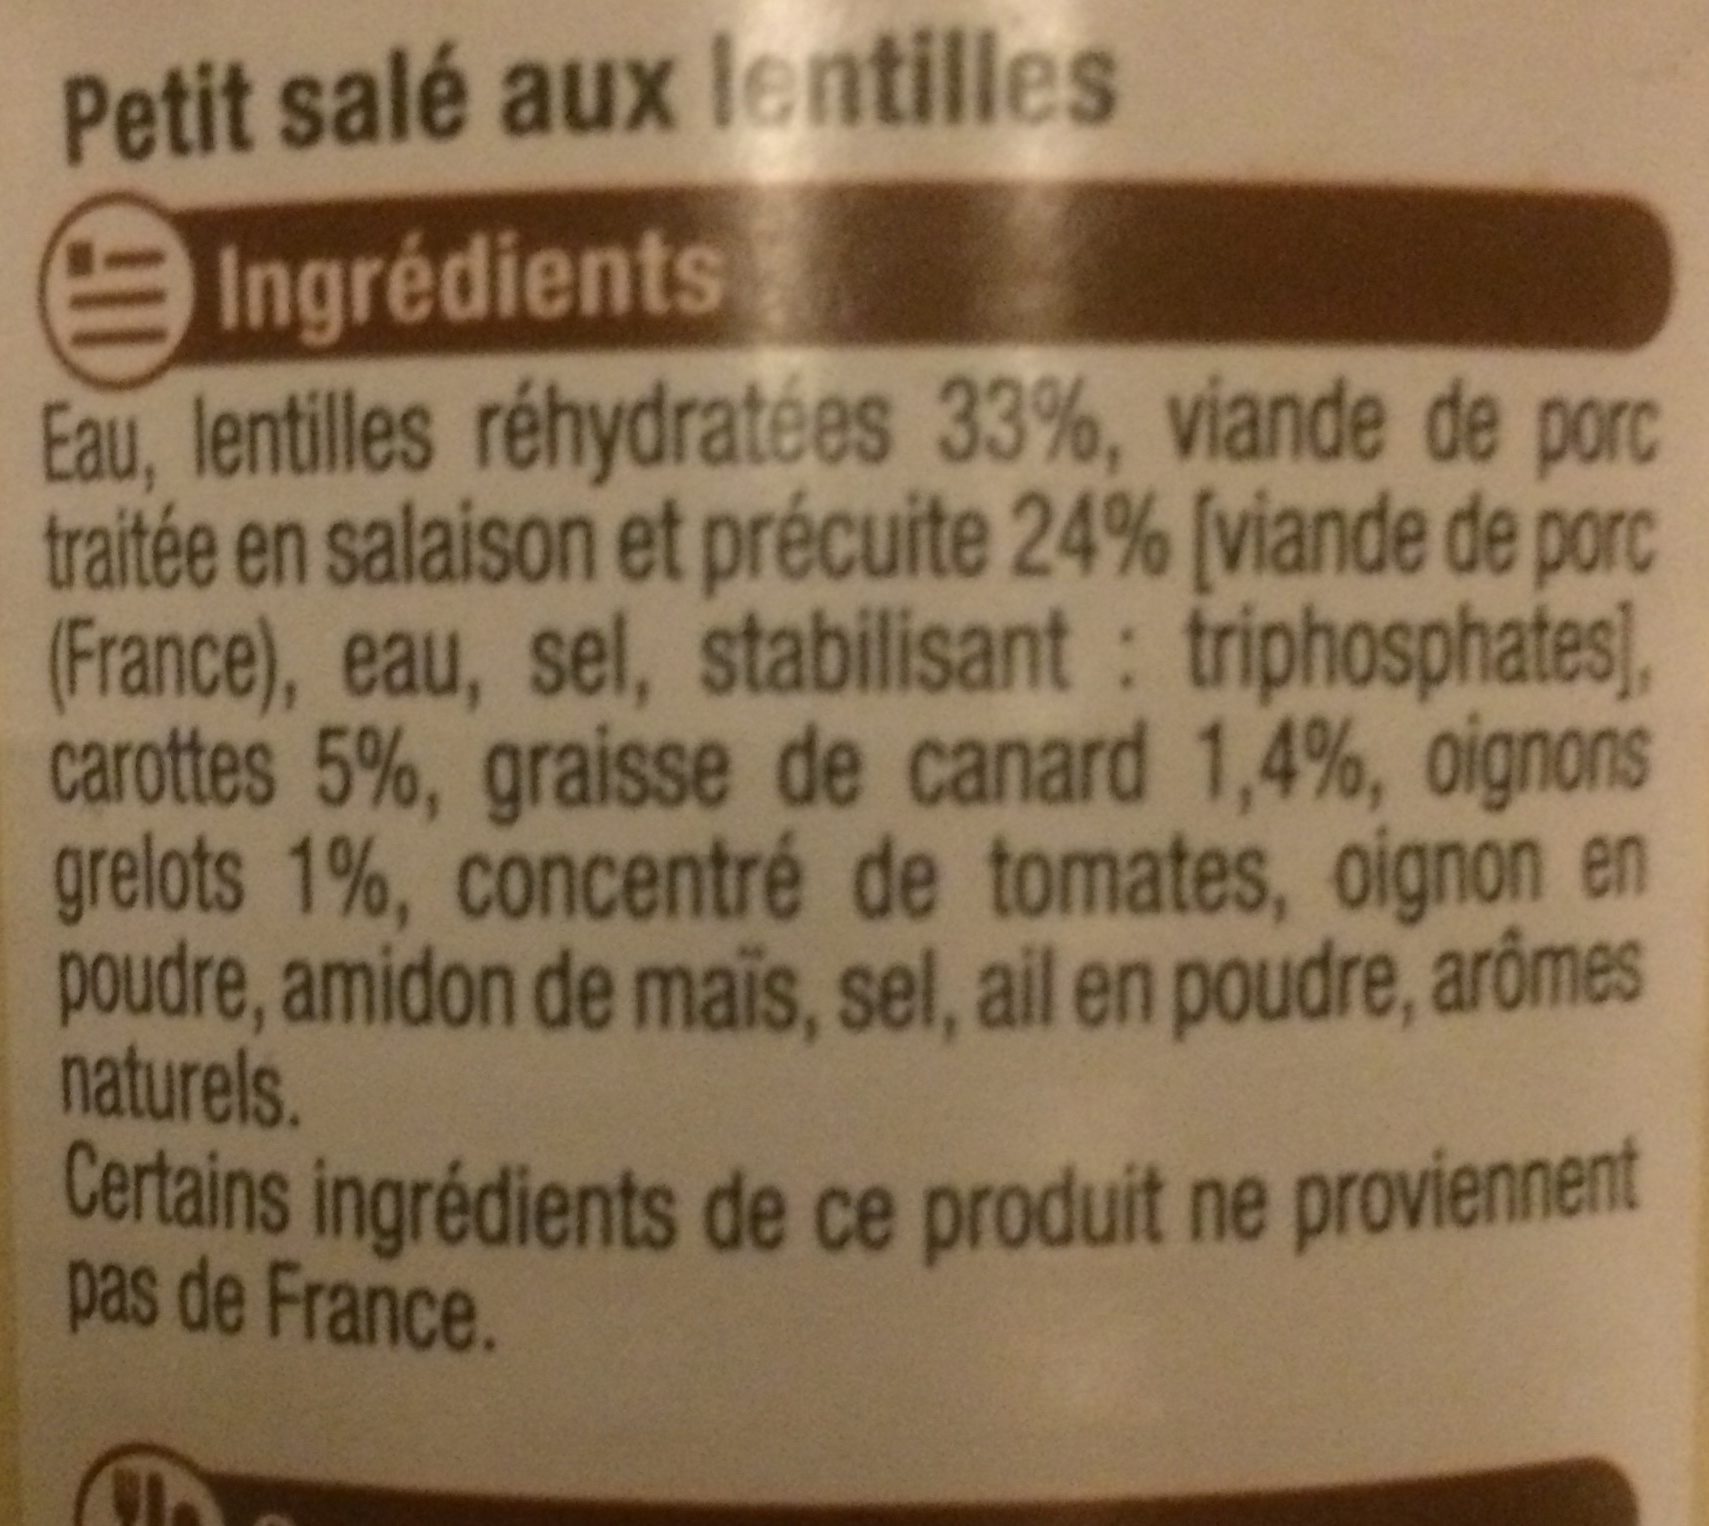 Petit salé aux lentilles
Ingrédients
Eau, lentilles réhydratées 33%, viande de porc
traitée en salaison et précuite 24% [viande de porc
(France), eau, sel, stabilisant : triphosphates],
carottes 5%, graisse de canard 1,4%, oignons
grelots 1%, concentré de tomates, oignon en
poudre, amidon de maïs, sel, ail en poudre, arômes
naturels.
Certains ingrédients de ce produit ne proviennent
pas de France.